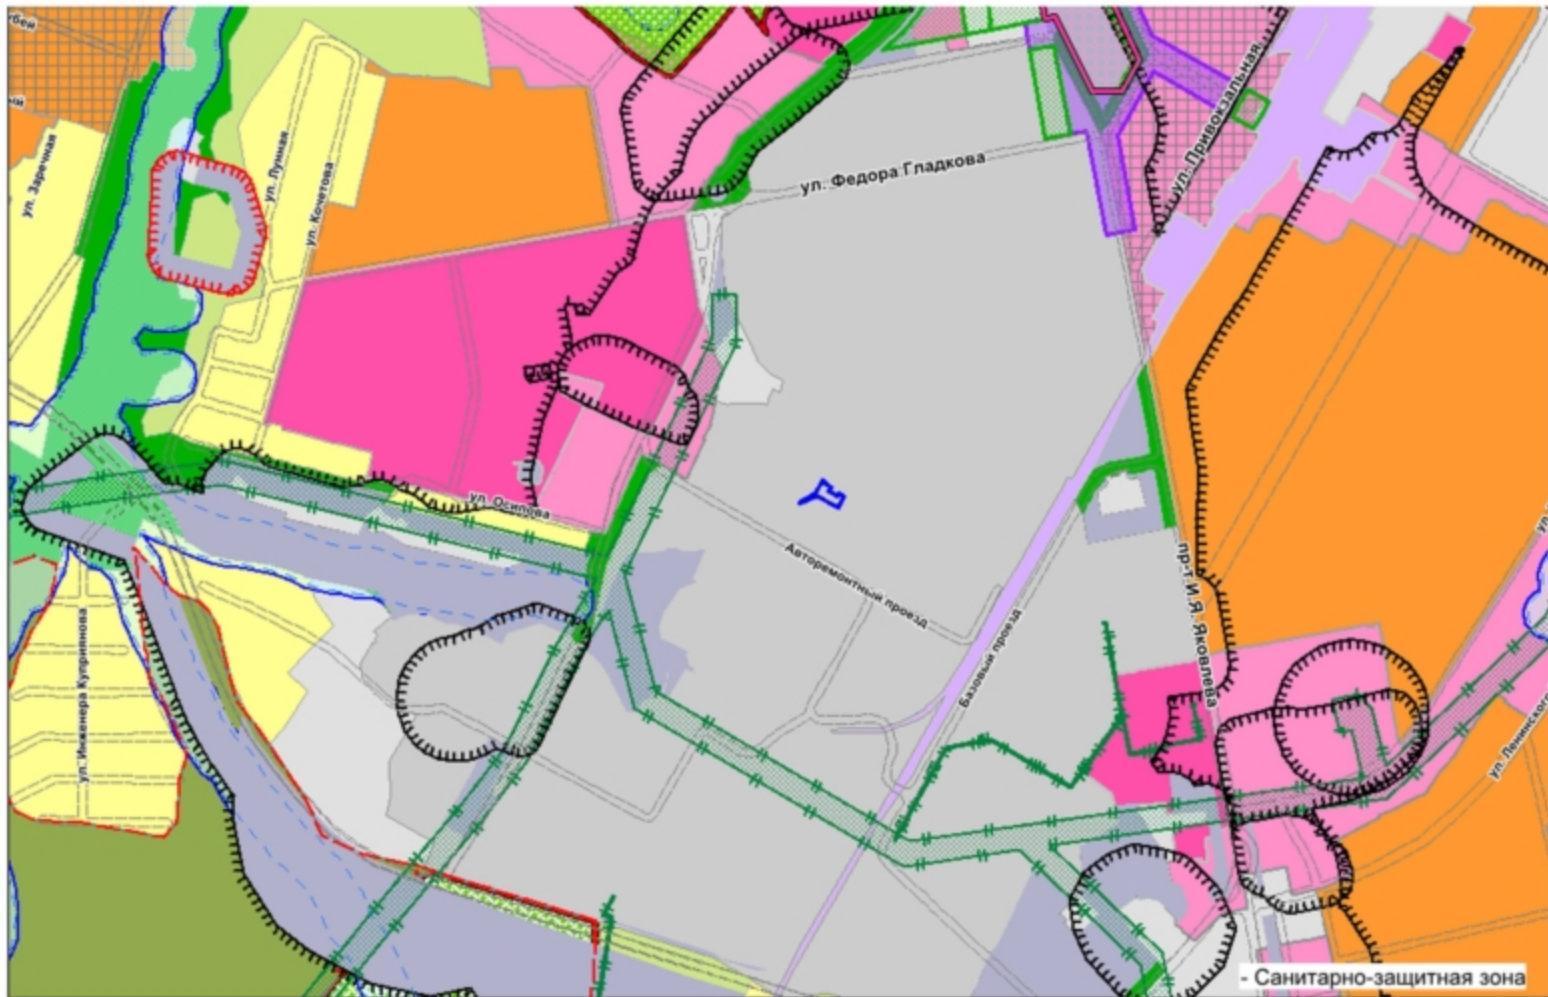 ул. Заречная
ул. Лунная
ул. Кочетова
ул. Федора Гладкова
ул. Привокзальная
ул. Осипова
Авторемонтный проезд
Базовый проезд
пр-т И.Я. Яковлева
ул. Инженера Куприянова
ул. Ленинского
- Санитарно-защитная зона